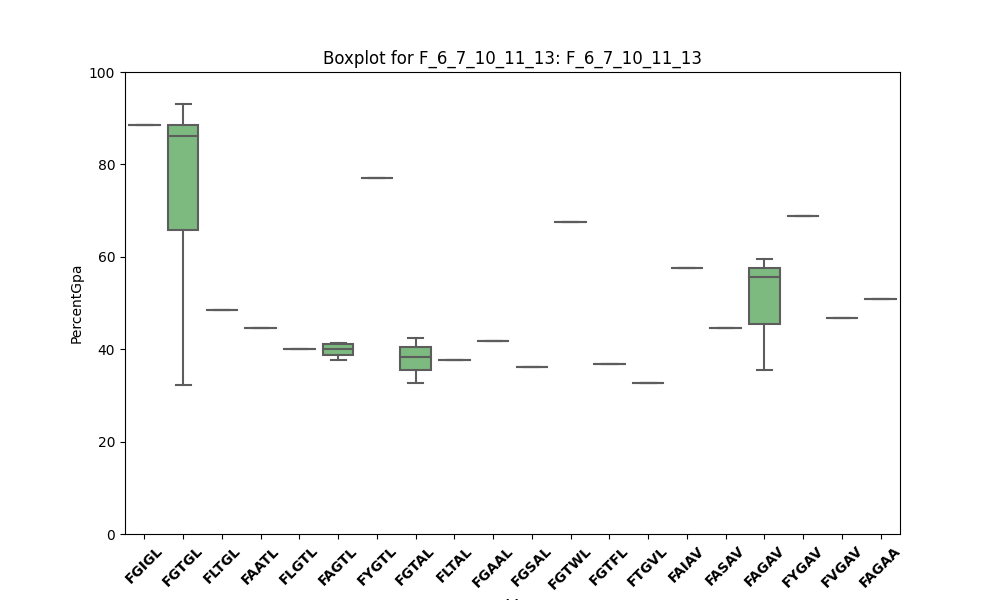 Boxplot for F_6_7_10_11_13: F_6_7_10_11_13
100
80
60
40
20
0
PercentGpa
FGIGL FGTGL FLTGL FAATL FLGTL FAGTL FYGTL FGTAL FLTAL FGAAL FGSAL FGTWL FGTFL FTGVL FAIAV FASAV FAGAV FYGAV FVGAV FAGAA